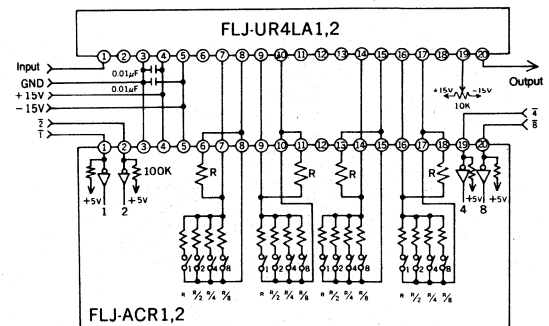 FLJ-UR4LA1,2
1 2 3 4 5 6 7 8 9 10 11 12 13 14 15 16 17 18 19 20
Input
0.01μF
GND
+15V
0.01μF
-15V
+15V -15V
10K
Output
2
1
4
8
1 2 3 4 5 6 7 8 9 10 11 12 13 14 15 16 17 18 19 20
100K
R R R R
+5V +5V +5V +5V
1 2 4 8
1 2 4 8 1 2 4 8 1 2 4 8 1 2 4 8
R R/2 R/4 R/8 R R/2 R/4 R/8 R R/2 R/4 R/8 R R/2 R/4 R/8
FLJ-ACR1,2